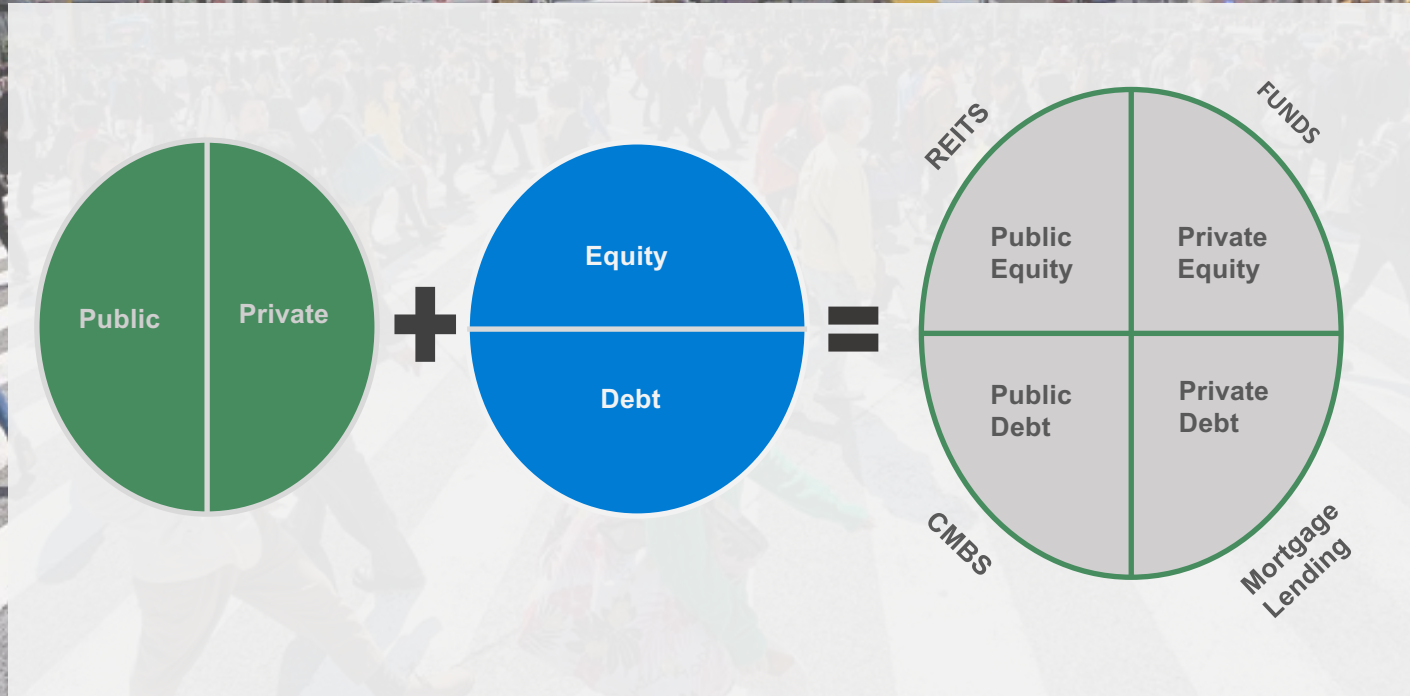 Public
Private
+
Equity
Debt
=
REITS
FUNDS
Public
Equity
Private
Equity
Public
Debt
Private
Debt
CMBS
Mortgage
Lending